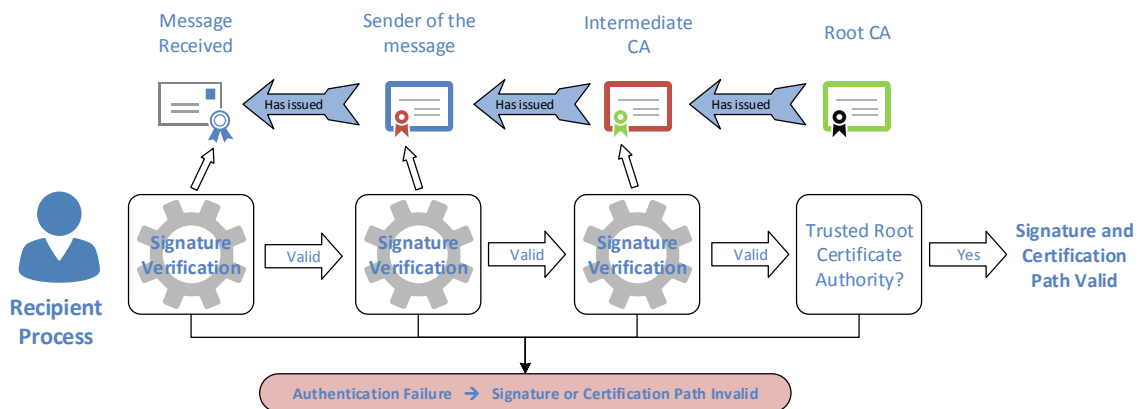 Message
Received
Sender of the
message
Intermediate
CA
Root CA
Has issued
Has issued
Has issued
Recipient
Process
Signature
Verification
Valid
Signature
Verification
Valid
Signature
Verification
Valid
Trusted Root
Certificate
Authority?
Yes
Signature and
Certification
Path Valid
Authentication Failure → Signature or Certification Path Invalid